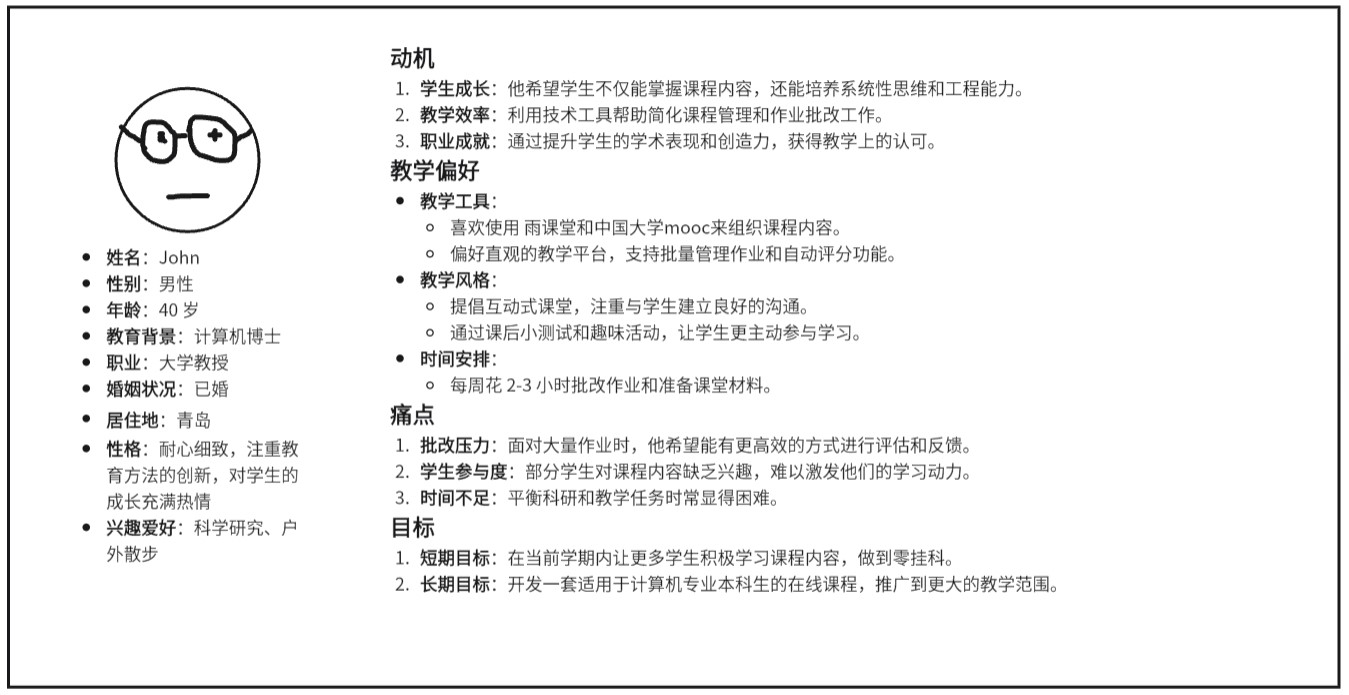 姓名：John
性别：男性
年龄：40 岁
教育背景：计算机博士
职业：大学教授
婚姻状况：已婚
居住地：青岛
性格：耐心细致，注重教
育方法的创新，对学生的
成长充满热情
兴趣爱好：科学研究、户
外散步
动机
1. 学生成长：他希望学生不仅能掌握课程内容，还能培养系统性思维和工程能力。
2. 教学效率：利用技术工具帮助简化课程管理和作业批改工作。
3. 职业成就：通过提升学生的学术表现和创造力，获得教学上的认可。
教学偏好
教学工具：
喜欢使用 雨课堂和中国大学mooc来组织课程内容。
偏好直观的教学平台，支持批量管理作业和自动评分功能。
教学风格：
提倡互动式课堂，注重与学生建立良好的沟通。
通过课后小测试和趣味活动，让学生更主动参与学习。
时间安排：
每周花 2-3 小时批改作业和准备课堂材料。
痛点
1. 批改压力：面对大量作业时，他希望能有更高效的方式进行评估和反馈。
2. 学生参与度：部分学生对课程内容缺乏兴趣，难以激发他们的学习动力。
3. 时间不足：平衡科研和教学任务时常显得困难。
目标
1. 短期目标：在当前学期内让更多学生积极学习课程内容，做到零挂科。
2. 长期目标：开发一套适用于计算机专业本科生的在线课程，推广到更大的教学范围。